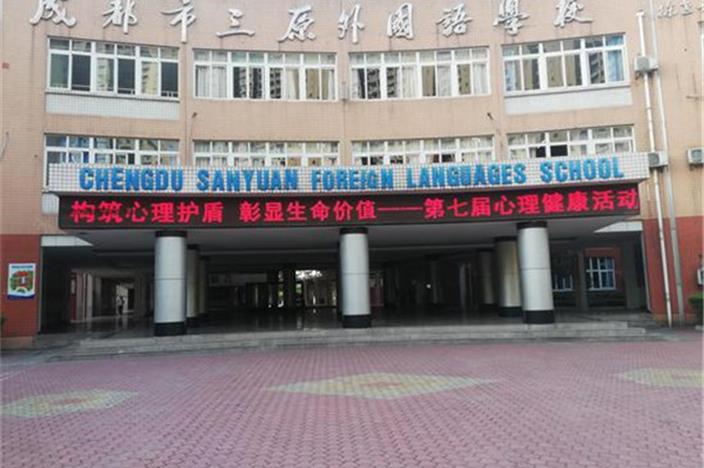 成都市三原外國語學校
CHENGDU SANYUAN FOREIGN LANGUAGES SCHOOL
构筑心理护盾 彰显生命价值——第七届心理健康活动